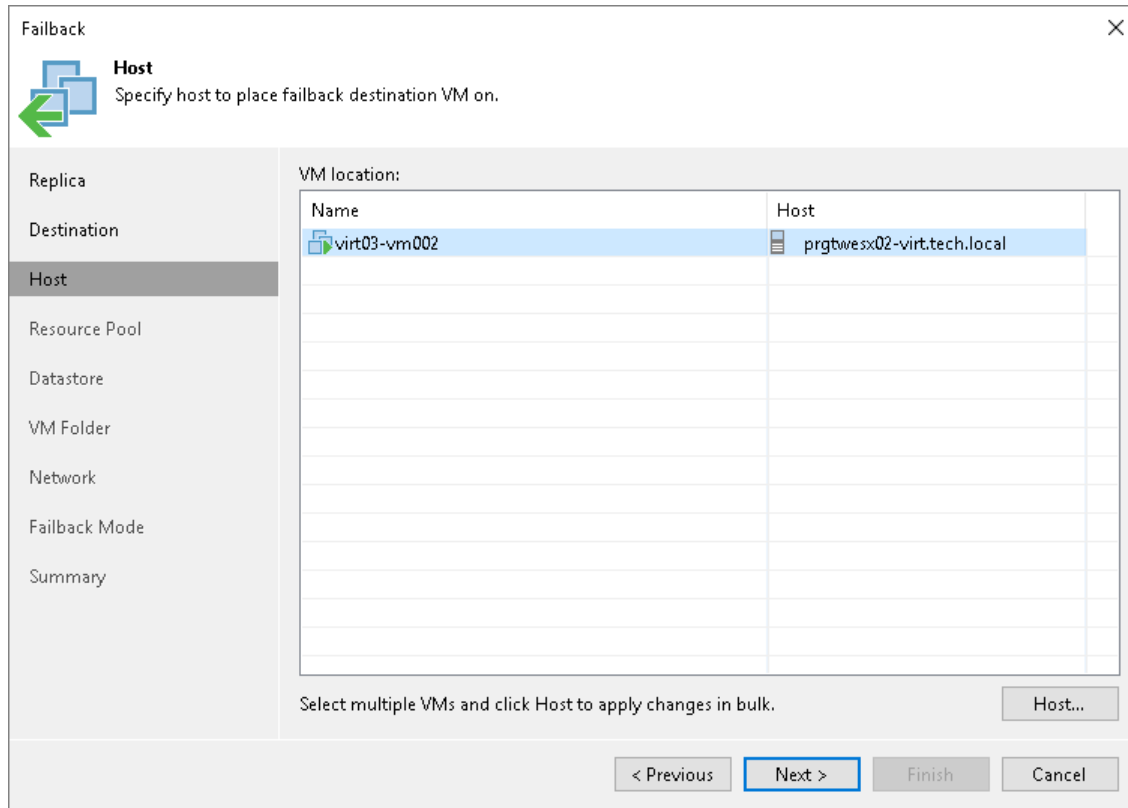 Failback
Host
Specify host to place failback destination VM on.
Replica
Destination
Host
Resource Pool
Datastore
VM Folder
Network
Failback Mode
Summary
VM location:
Name Host
virt03-vm002 prgtwesx02-virt.tech.local
Select multiple VMs and click Host to apply changes in bulk. Host...
< Previous Next > Finish Cancel